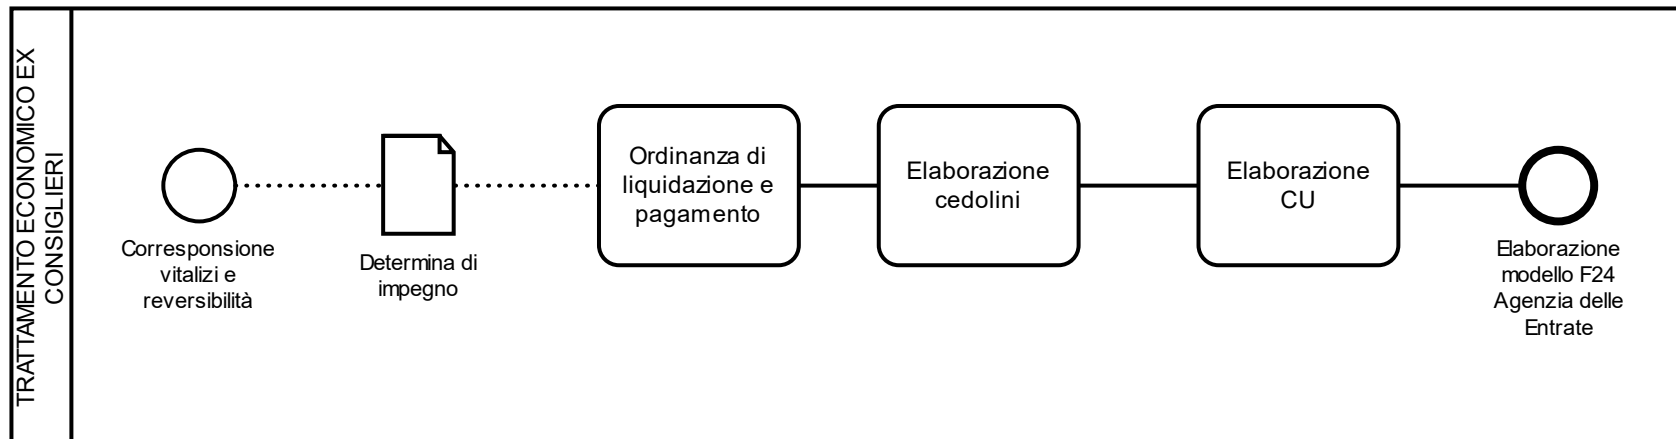 TRATTAMENTO ECONOMICO EX
CONSIGLIERI
Corresponsione
vitalizi e
reversibilità
Determina di
impegno
Ordinanza di
liquidazione e
pagamento
Elaborazione
cedolini
Elaborazione
CU
Elaborazione
modello F24
Agenzia delle
Entrate